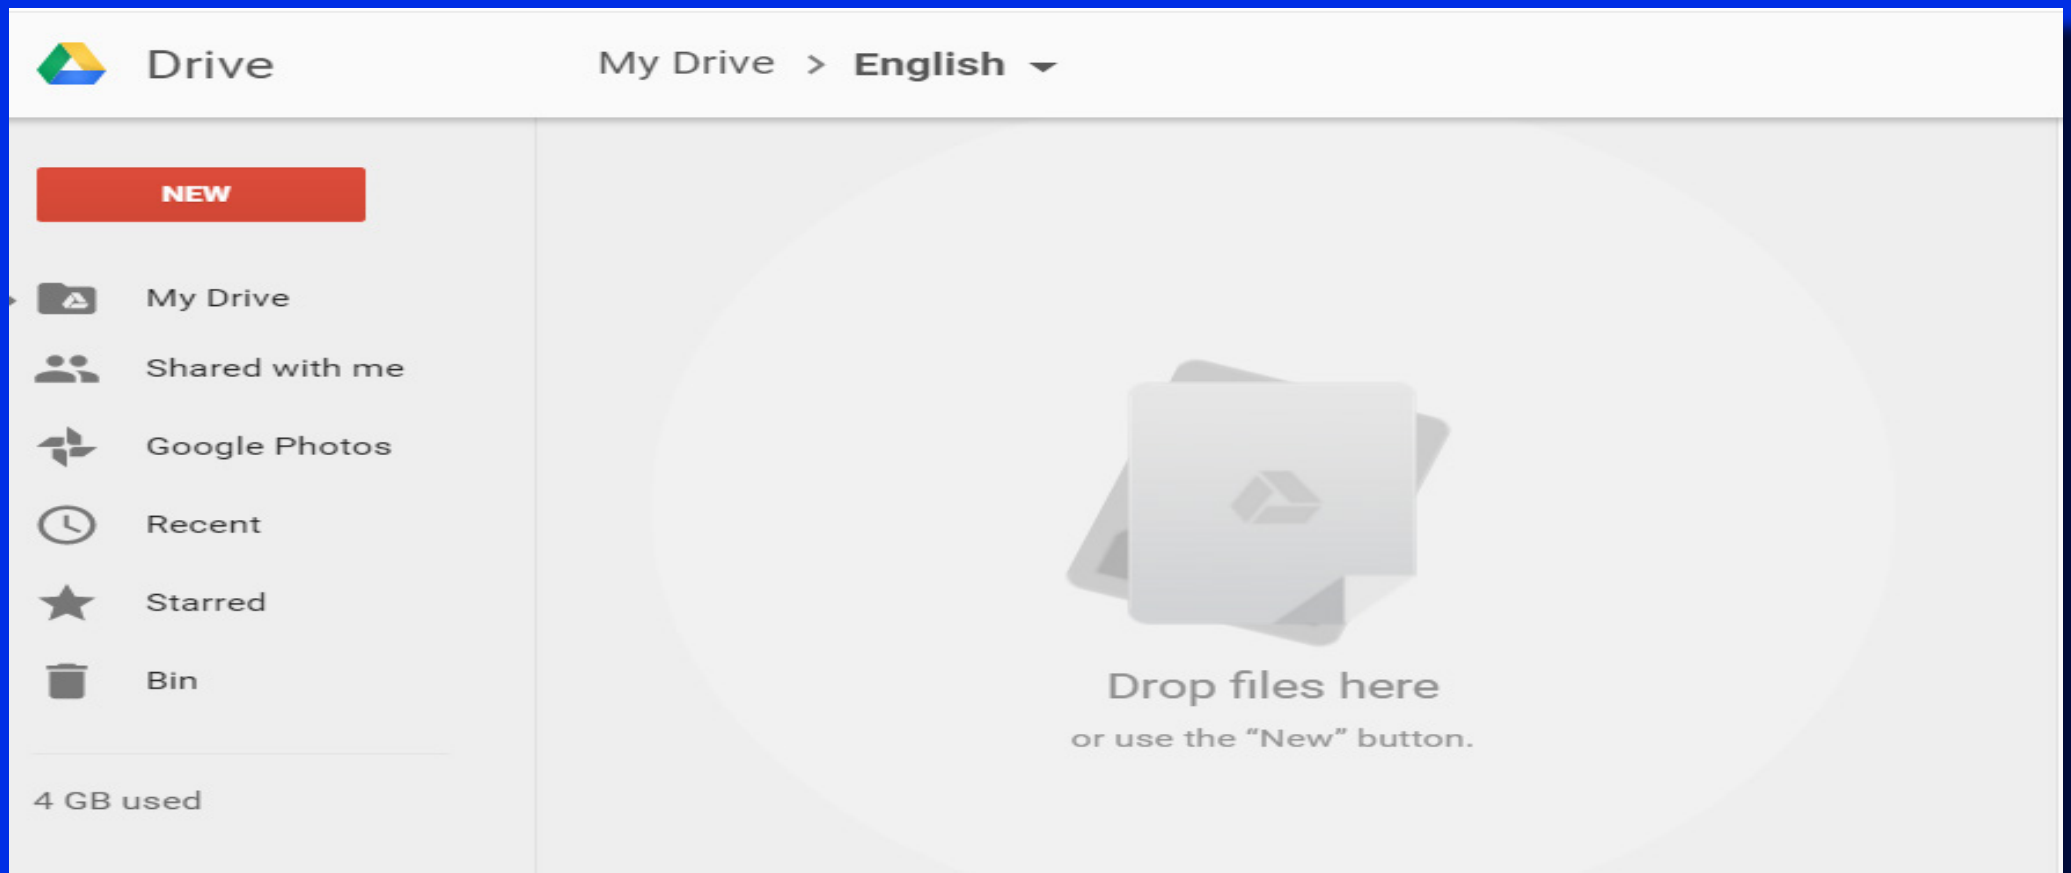 Drive
My Drive > English
NEW
My Drive
Shared with me
Google Photos
Recent
Starred
Bin
4 GB used
Drop files here
or use the “New” button.